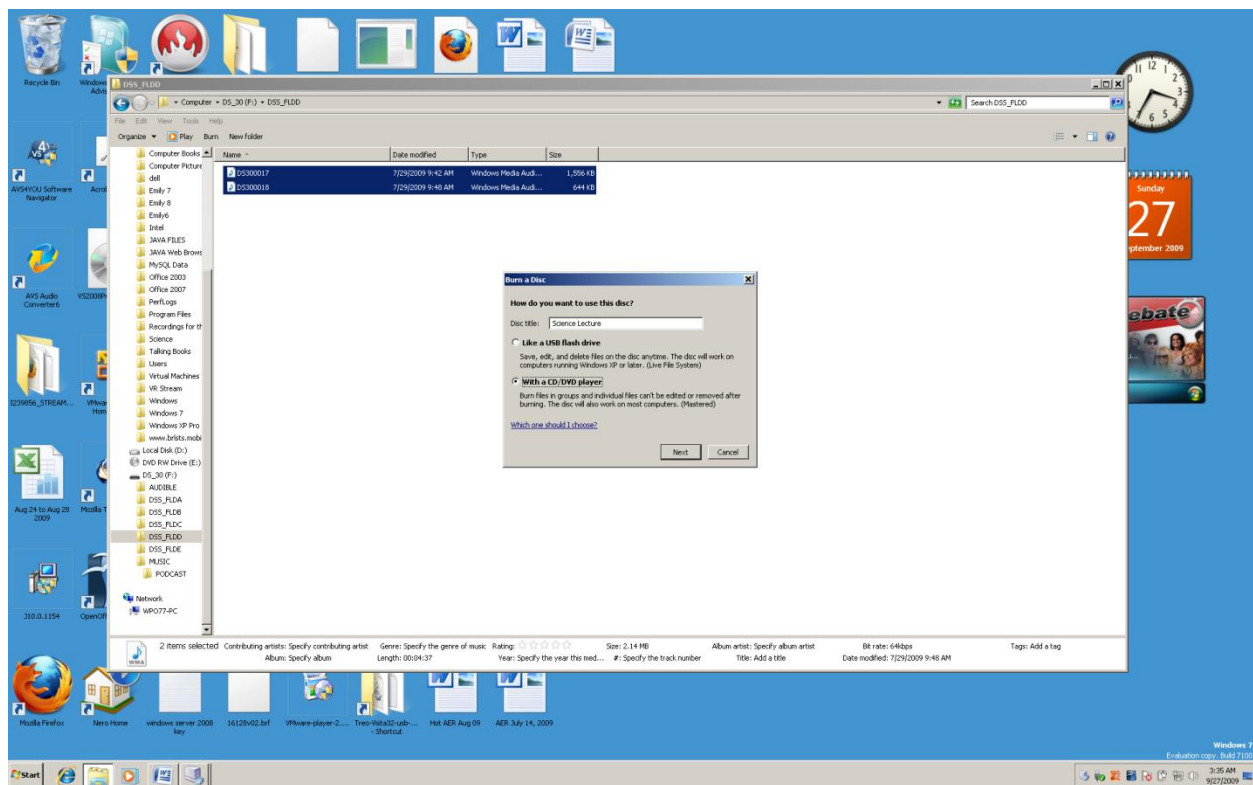 Recycle Bin
DSS_FLDD
Computer
DS_30 (F:)
DSS_FLDD
Search DSS_FLDD
File Edit View Tools Help
Organize Play Burn New folder
Name Date modified Type Size
DS300017 7/29/2009 9:42 AM Windows Media Audi... 1,556 KB
DS300018 7/29/2009 9:48 AM Windows Media Audi... 644 KB
Computer Books
Computer Picture
dell
Emily 7
Emily 8
Emily6
Intel
JAVA FILES
JAVA Web Brows
MySQL Data
Office 2003
Office 2007
PerfLogs
Program Files
Recordings for th
Science
Talking Books
Users
Virtual Machines
VR Stream
Windows
Windows 7
Windows XP Pro
www.brists.mobi
Local Disk (D:)
DVD RW Drive (E:)
DS_30 (F:)
AUDIBLE
DSS_FLDA
DSS_FLDB
DSS_FLDC
DSS_FLDD
DSS_FLDE
MUSIC
PODCAST
Network
WPO77-PC
Burn a Disc
How do you want to use this disc?
Disc title: Science Lecture
Like a USB flash drive
Save, edit, and delete files on the disc anytime. The disc will work on
computers running Windows XP or later. (Live File System)
With a CD/DVD player
Burn files in groups and individual files can't be edited or removed after
burning. The disc will also work on most computers. (Mastered)
Which one should I choose?
Next Cancel
2 items selected Contributing artists: Specify contributing artist Genre: Specify the genre of music Rating: Size: 2.14 MB Album artist: Specify album artist Bit rate: 64kbps Tags: Add a tag
Album: Specify album Length: 00:04:37 Year: Specify the year this med... #: Specify the track number Title: Add a title Date modified: 7/29/2009 9:48 AM
WMA
AVS4YOU Software
Navigator
AVS Audio
Converter6
Aug 24 to Aug 28
2009
J10.0.1154
Mozilla Firefox
Nero Home
windows server 2008
key
16128v02.brf
VMware-player-2....
Treo-Vista32-usb-...
- Shortcut
Hot AER Aug 09
AER July 14, 2009
11 12 2 3 4 5 6
Sunday
27
eptember 2009
ebate
Windows 7
Evaluation copy. Build 7100
Start
3:35 AM
9/27/2009